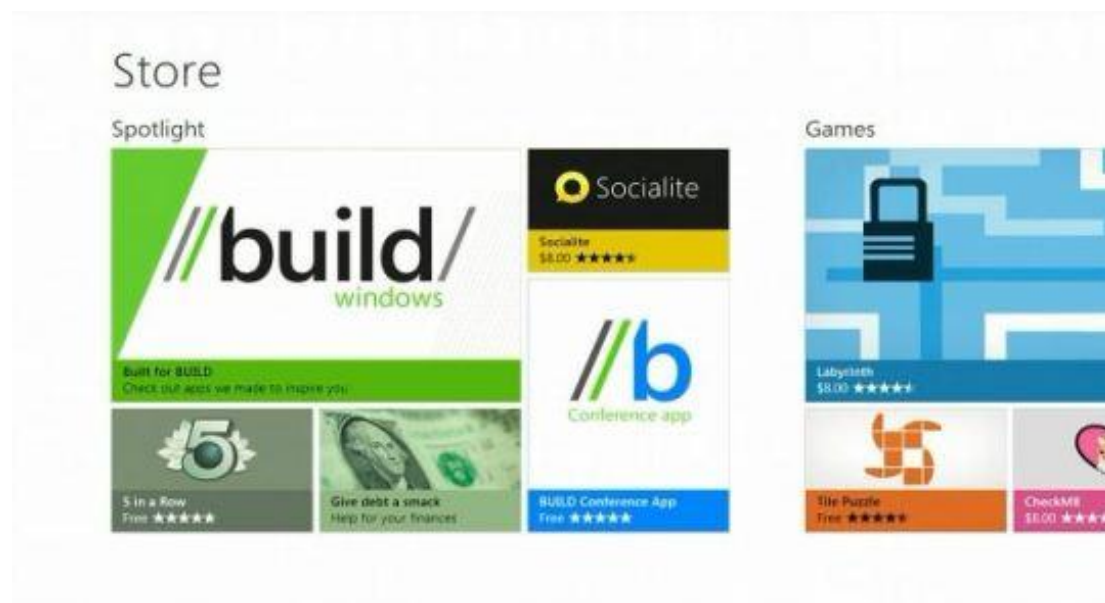 Store
Spotlight
//build/
windows
Built for BUILD
Check out apps we made to inspire you
Socialite
Socialite
$8.00
//b
Conference app
5
5 in a Row
Free
Give debt a smack
Help for your finances
BUILD Conference App
Free
Games
Labyrinth
$8.00
Tile Puzzle
Free
CheckM8
$8.00